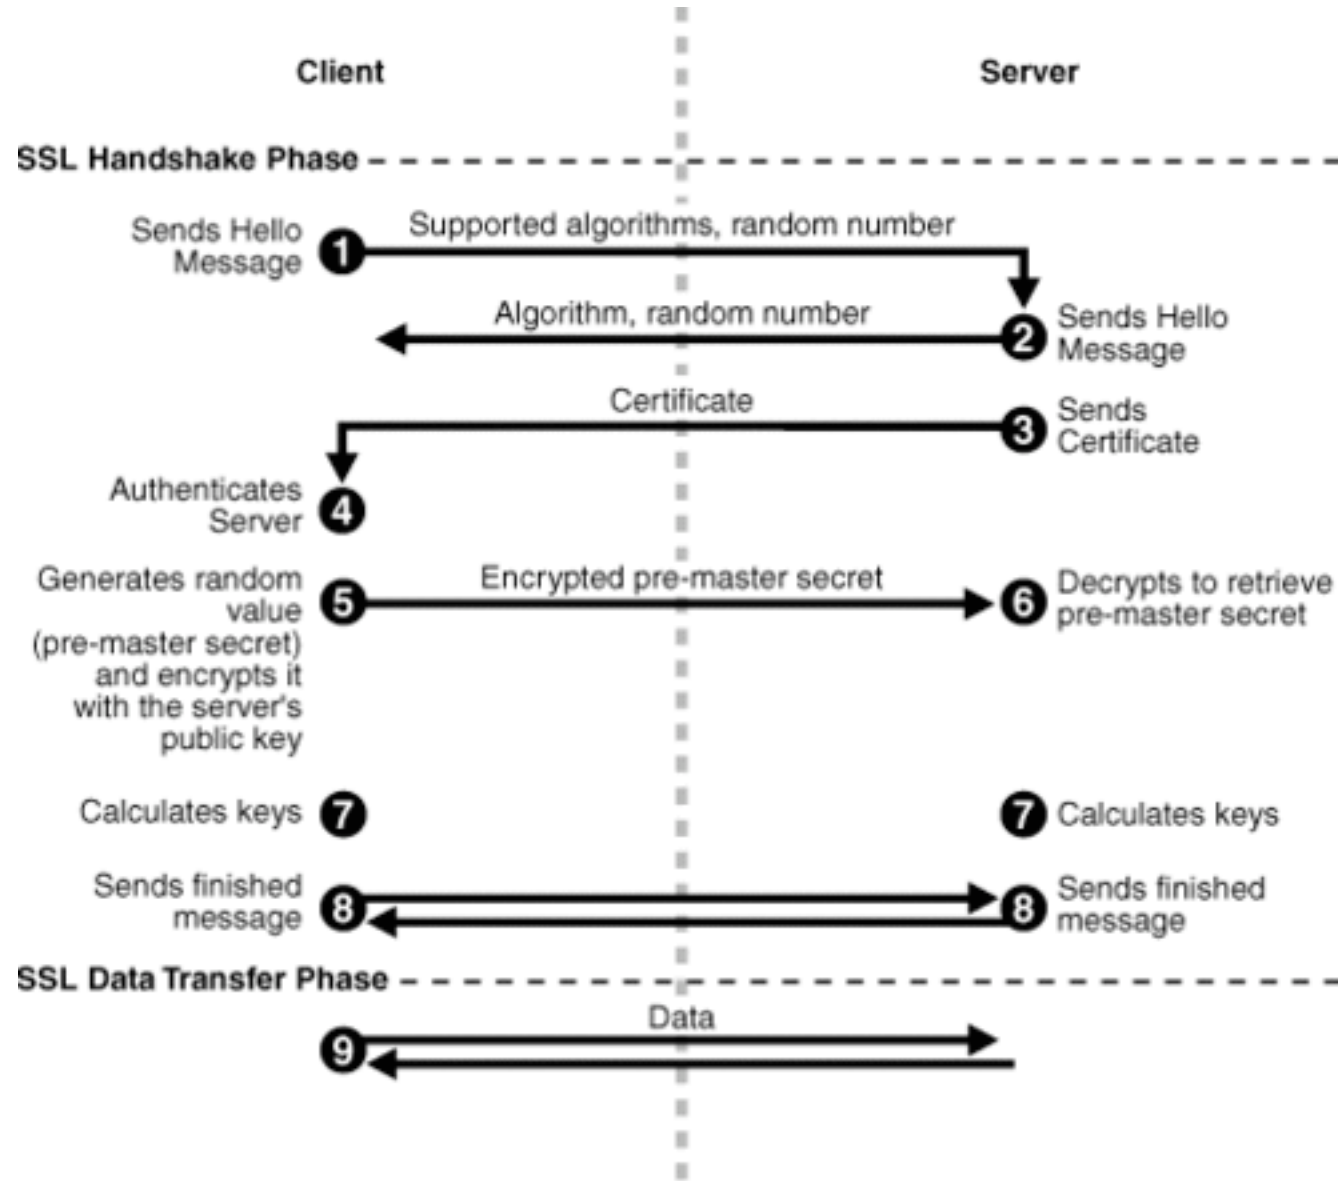 Client
Server
SSL Handshake Phase
Sends Hello
Message
1
Supported algorithms, random number
Algorithm, random number
2
Sends Hello
Message
Certificate
3
Sends
Certificate
Authenticates
Server
4
Generates random
value
(pre-master secret)
and encrypts it
with the server's
public key
5
Encrypted pre-master secret
6
Decrypts to retrieve
pre-master secret
Calculates keys
7
7
Calculates keys
Sends finished
message
8
8
Sends finished
message
SSL Data Transfer Phase
Data
9